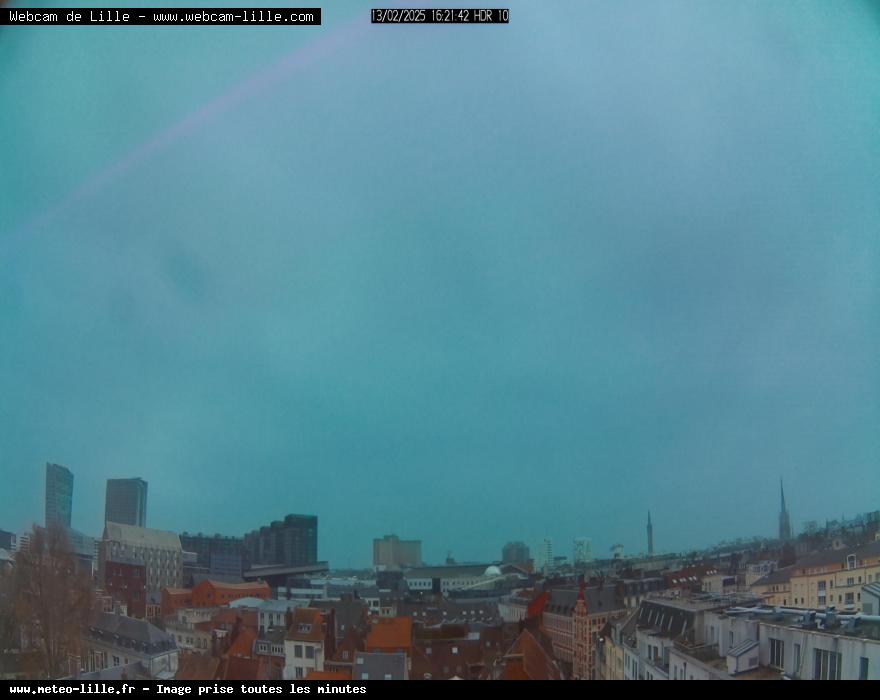 Webcam de Lille - www.webcam-lille.com
13/02/2025 16:21:42 HDR 10
www.meteo-lille.fr - Image prise toutes les minutes